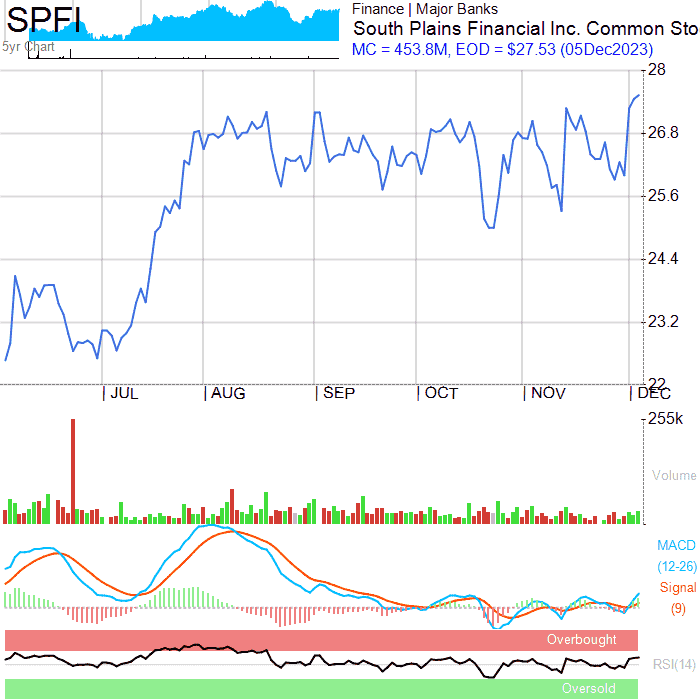 SPFI
5yr Chart
Finance | Major Banks
South Plains Financial Inc. Common Sto
MC = 453.8M, EOD = $27.53 (05Dec2023)
28
26.8
25.6
24.4
23.2
22
| JUL | AUG | SEP | OCT | NOV | DEC
255k
Volume
MACD
(12-26)
Signal
(9)
Overbought
RSI(14)
Oversold